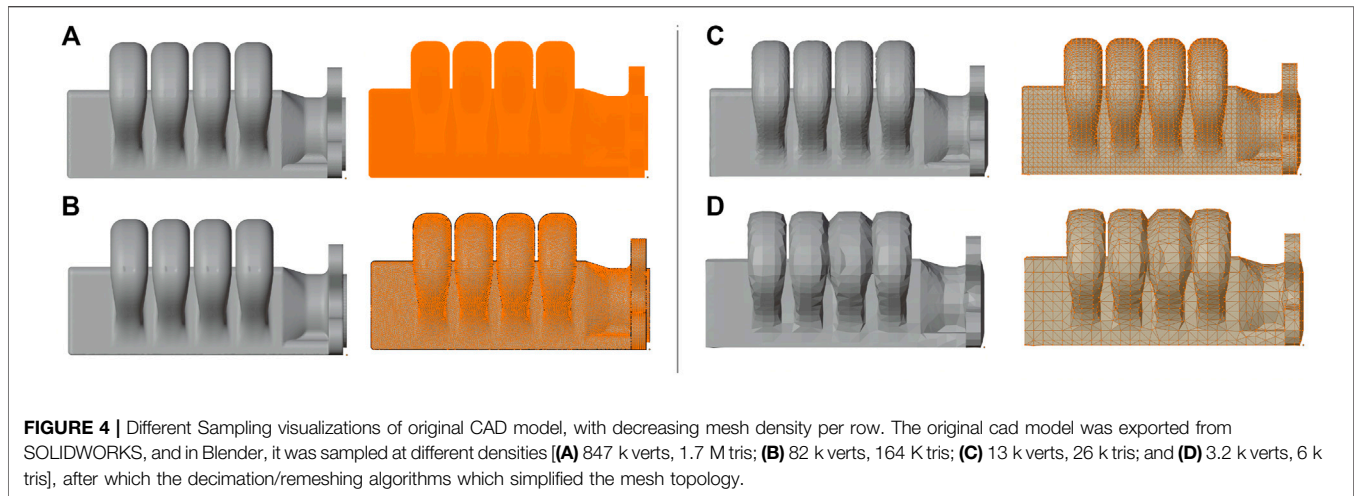 A
C
B
D
FIGURE 4 | Different Sampling visualizations of original CAD model, with decreasing mesh density per row. The original cad model was exported from
SOLIDWORKS, and in Blender, it was sampled at different densities [(A) 847 k verts, 1.7 M tris; (B) 82 k verts, 164 K tris; (C) 13 k verts, 26 k tris; and (D) 3.2 k verts, 6 k
tris], after which the decimation/remeshing algorithms which simplified the mesh topology.